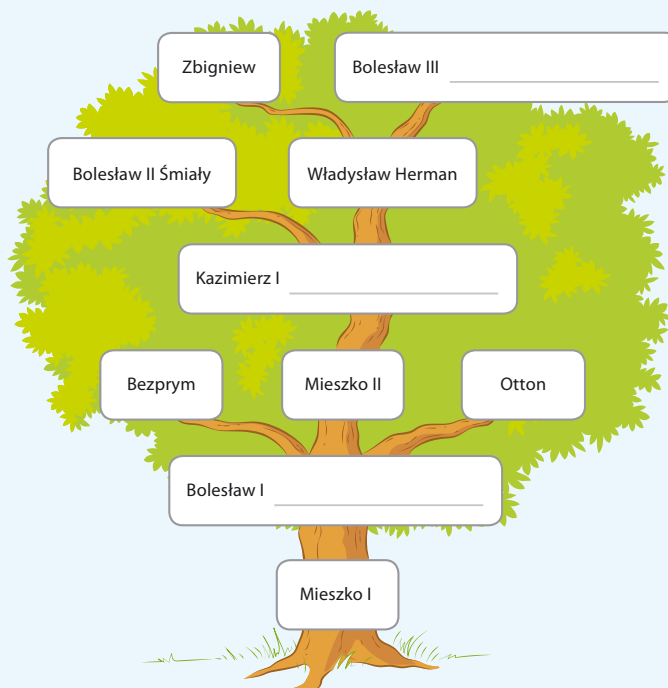 Zbigniew
Bolesław III
Bolesław II Śmiały
Władysław Herman
Kazimierz I
Bezprym
Mieszko II
Otton
Bolesław I
Mieszko I